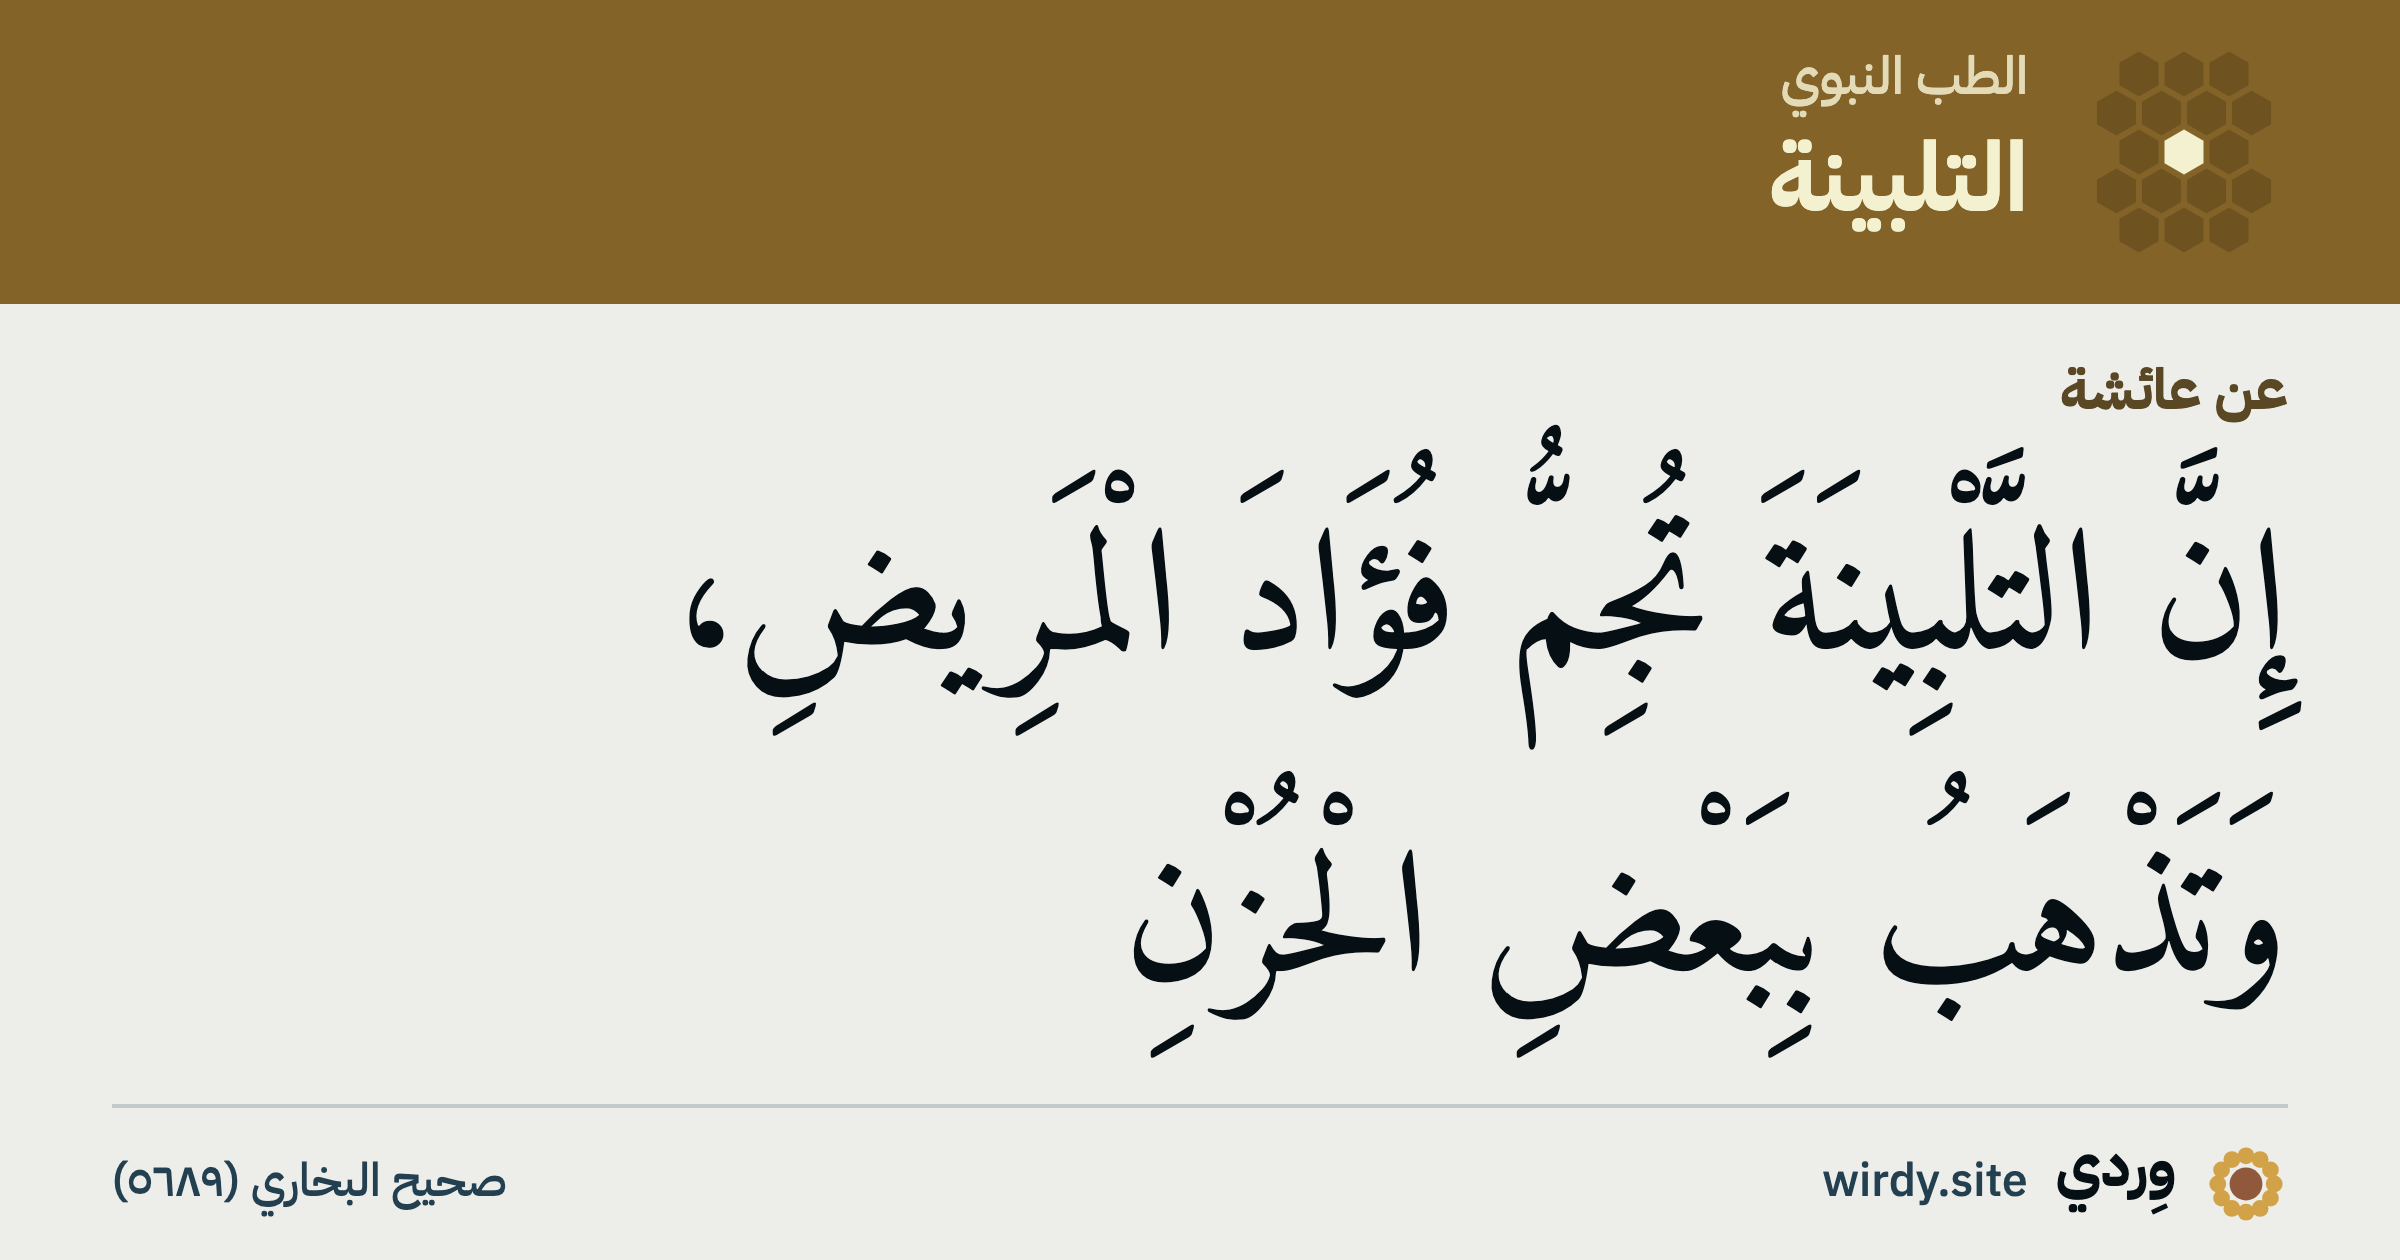 الطب النبوي
التلبينة
عن عائشة
إِنَّ التَّلْبِينَةَ تُجِمُّ فُؤَادَ الْمَرِيضِ،
وَتَذْهَبُ بِبَعْضِ الْحُزْنِ
وِردي wirdy.site
صحيح البخاري (٥٦٨٩)